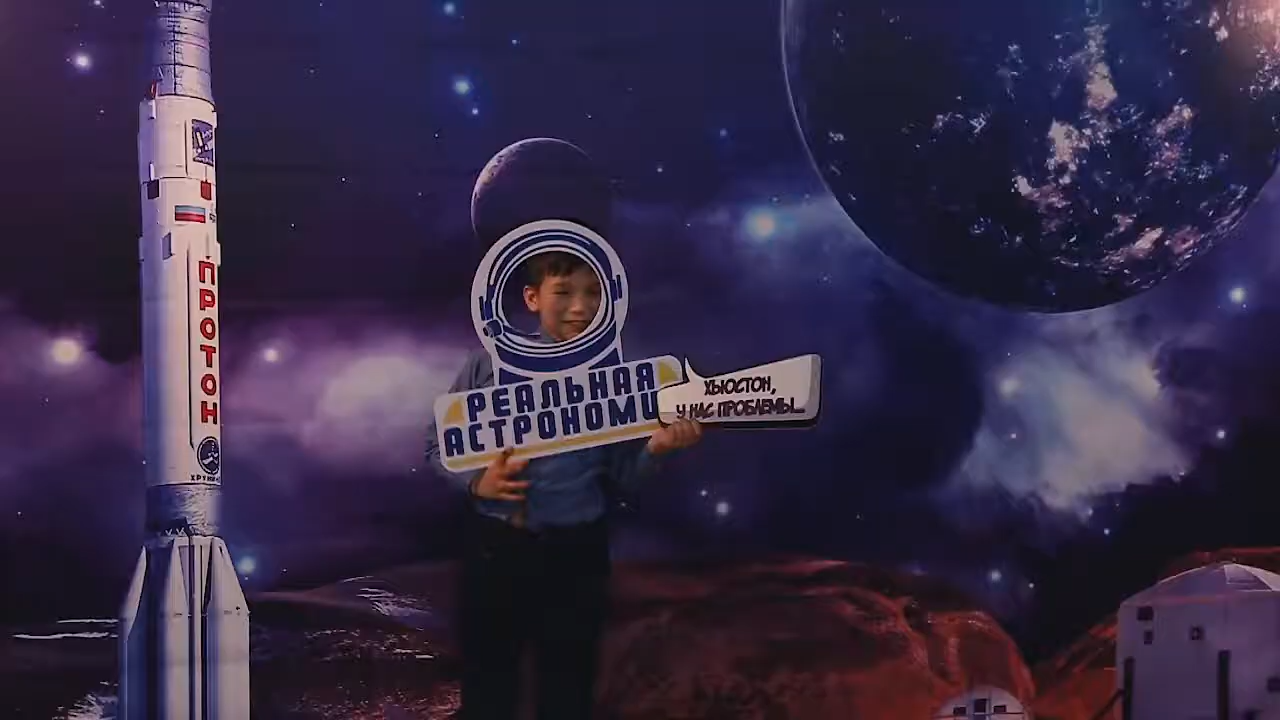 ПРОТОН
РЕАЛЬНАЯ
АСТРОНОМИ
ХЬЮСТОН,
У НАС ПРОБЛЕМЫ...